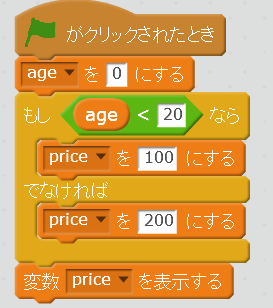 がクリックされたとき
age を 0 にする
もし age < 20 なら
price を 100 にする
でなければ
price を 200 にする
変数 price を表示する